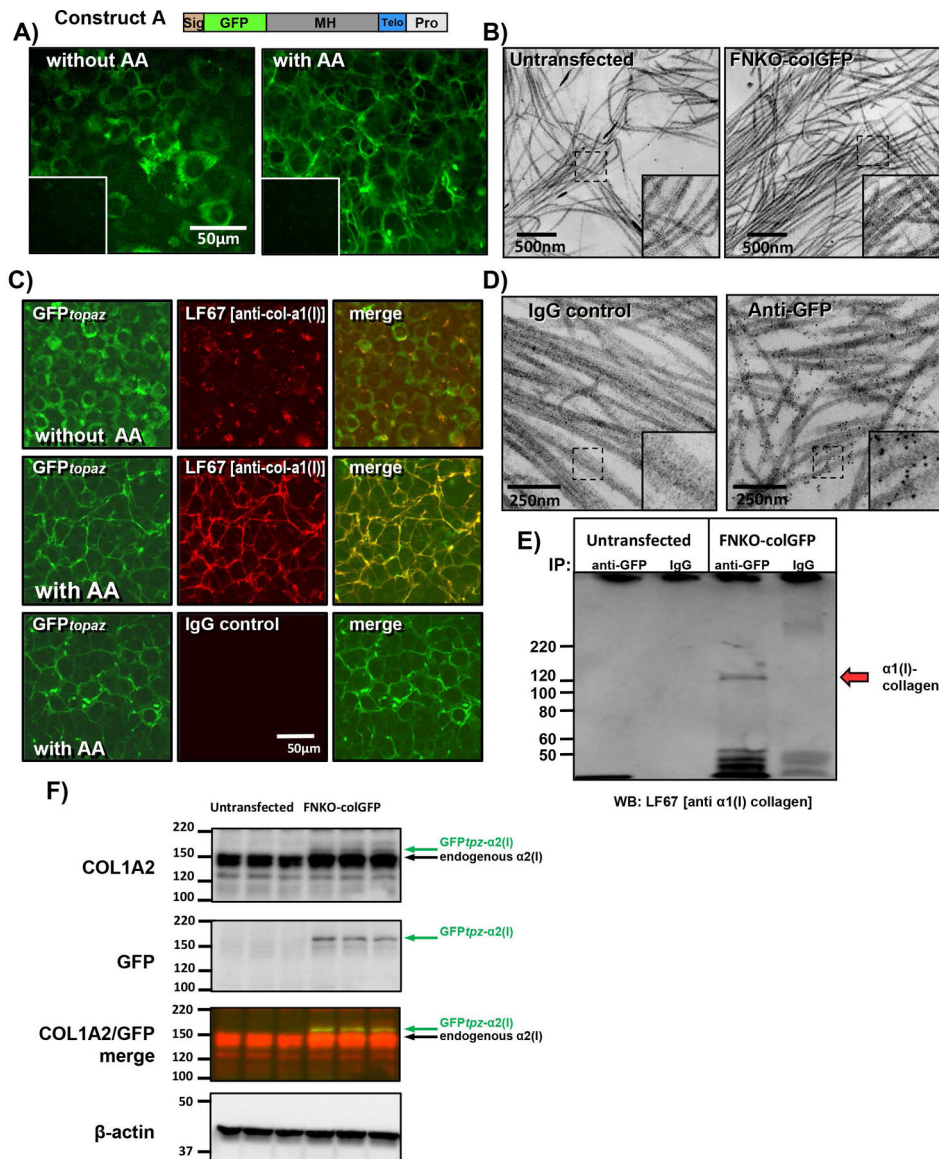 Construct A
Sig GFP MH Telo Pro
A)
without AA
with AA
50μm
B)
Untransfected
FNKO-colGFP
500nm
500nm
C)
GFPtopaz
LF67 [anti-col-a1(I)]
merge
without AA
GFPtopaz
LF67 [anti-col-a1(I)]
merge
with AA
GFPtopaz
IgG control
merge
with AA
50μm
D)
IgG control
Anti-GFP
250nm
250nm
E)
Untransfected FNKO-colGFP
IP: anti-GFP IgG anti-GFP IgG
220
120
100
80
60
50
α1(I)-
collagen
WB: LF67 [anti α1(I) collagen]
F)
Untransfected FNKO-colGFP
COL1A2
220
150
120
100
GFPtpz-α2(I)
endogenous α2(I)
GFP
220
150
120
100
GFPtpz-α2(I)
COL1A2/GFP
merge
220
150
120
100
GFPtpz-α2(I)
endogenous α2(I)
β-actin
50
37